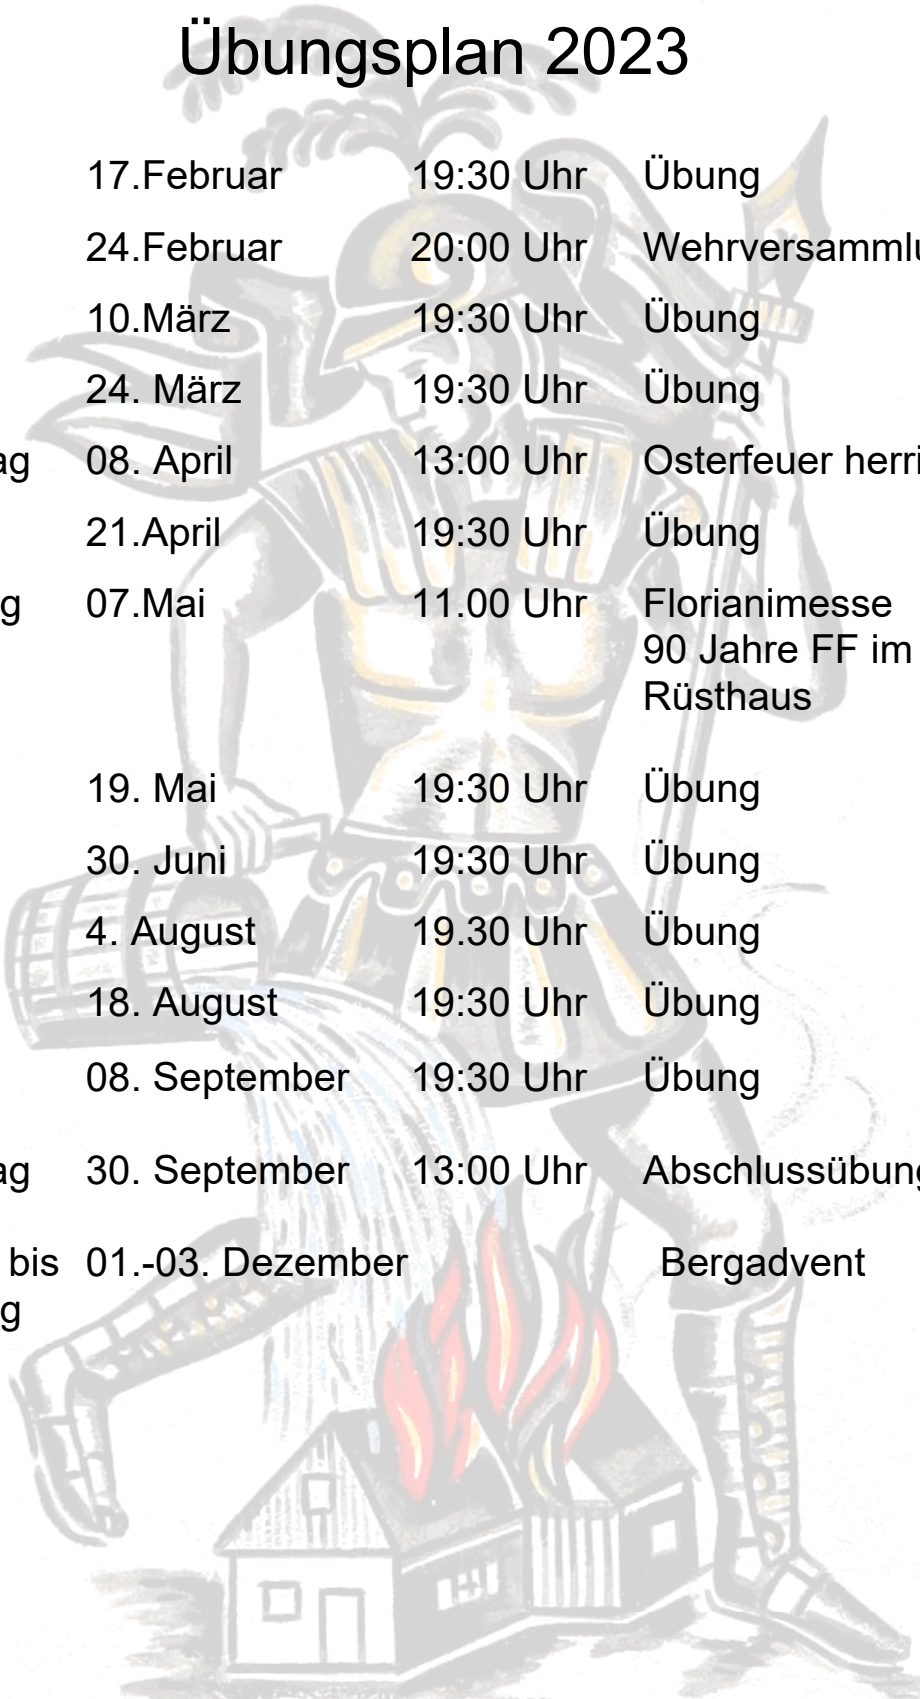 Übungsplan 2023
17.Februar 19:30 Uhr Übung
24.Februar 20:00 Uhr Wehrversammlu
10.März 19:30 Uhr Übung
24. März 19:30 Uhr Übung
ag 08. April 13:00 Uhr Osterfeuer herri
21.April 19:30 Uhr Übung
g 07.Mai 11.00 Uhr Florianimesse
90 Jahre FF im
Rüsthaus
19. Mai 19:30 Uhr Übung
30. Juni 19:30 Uhr Übung
4. August 19.30 Uhr Übung
18. August 19:30 Uhr Übung
08. September 19:30 Uhr Übung
ag 30. September 13:00 Uhr Abschlussübung
bis 01.-03. Dezember Bergadvent
g